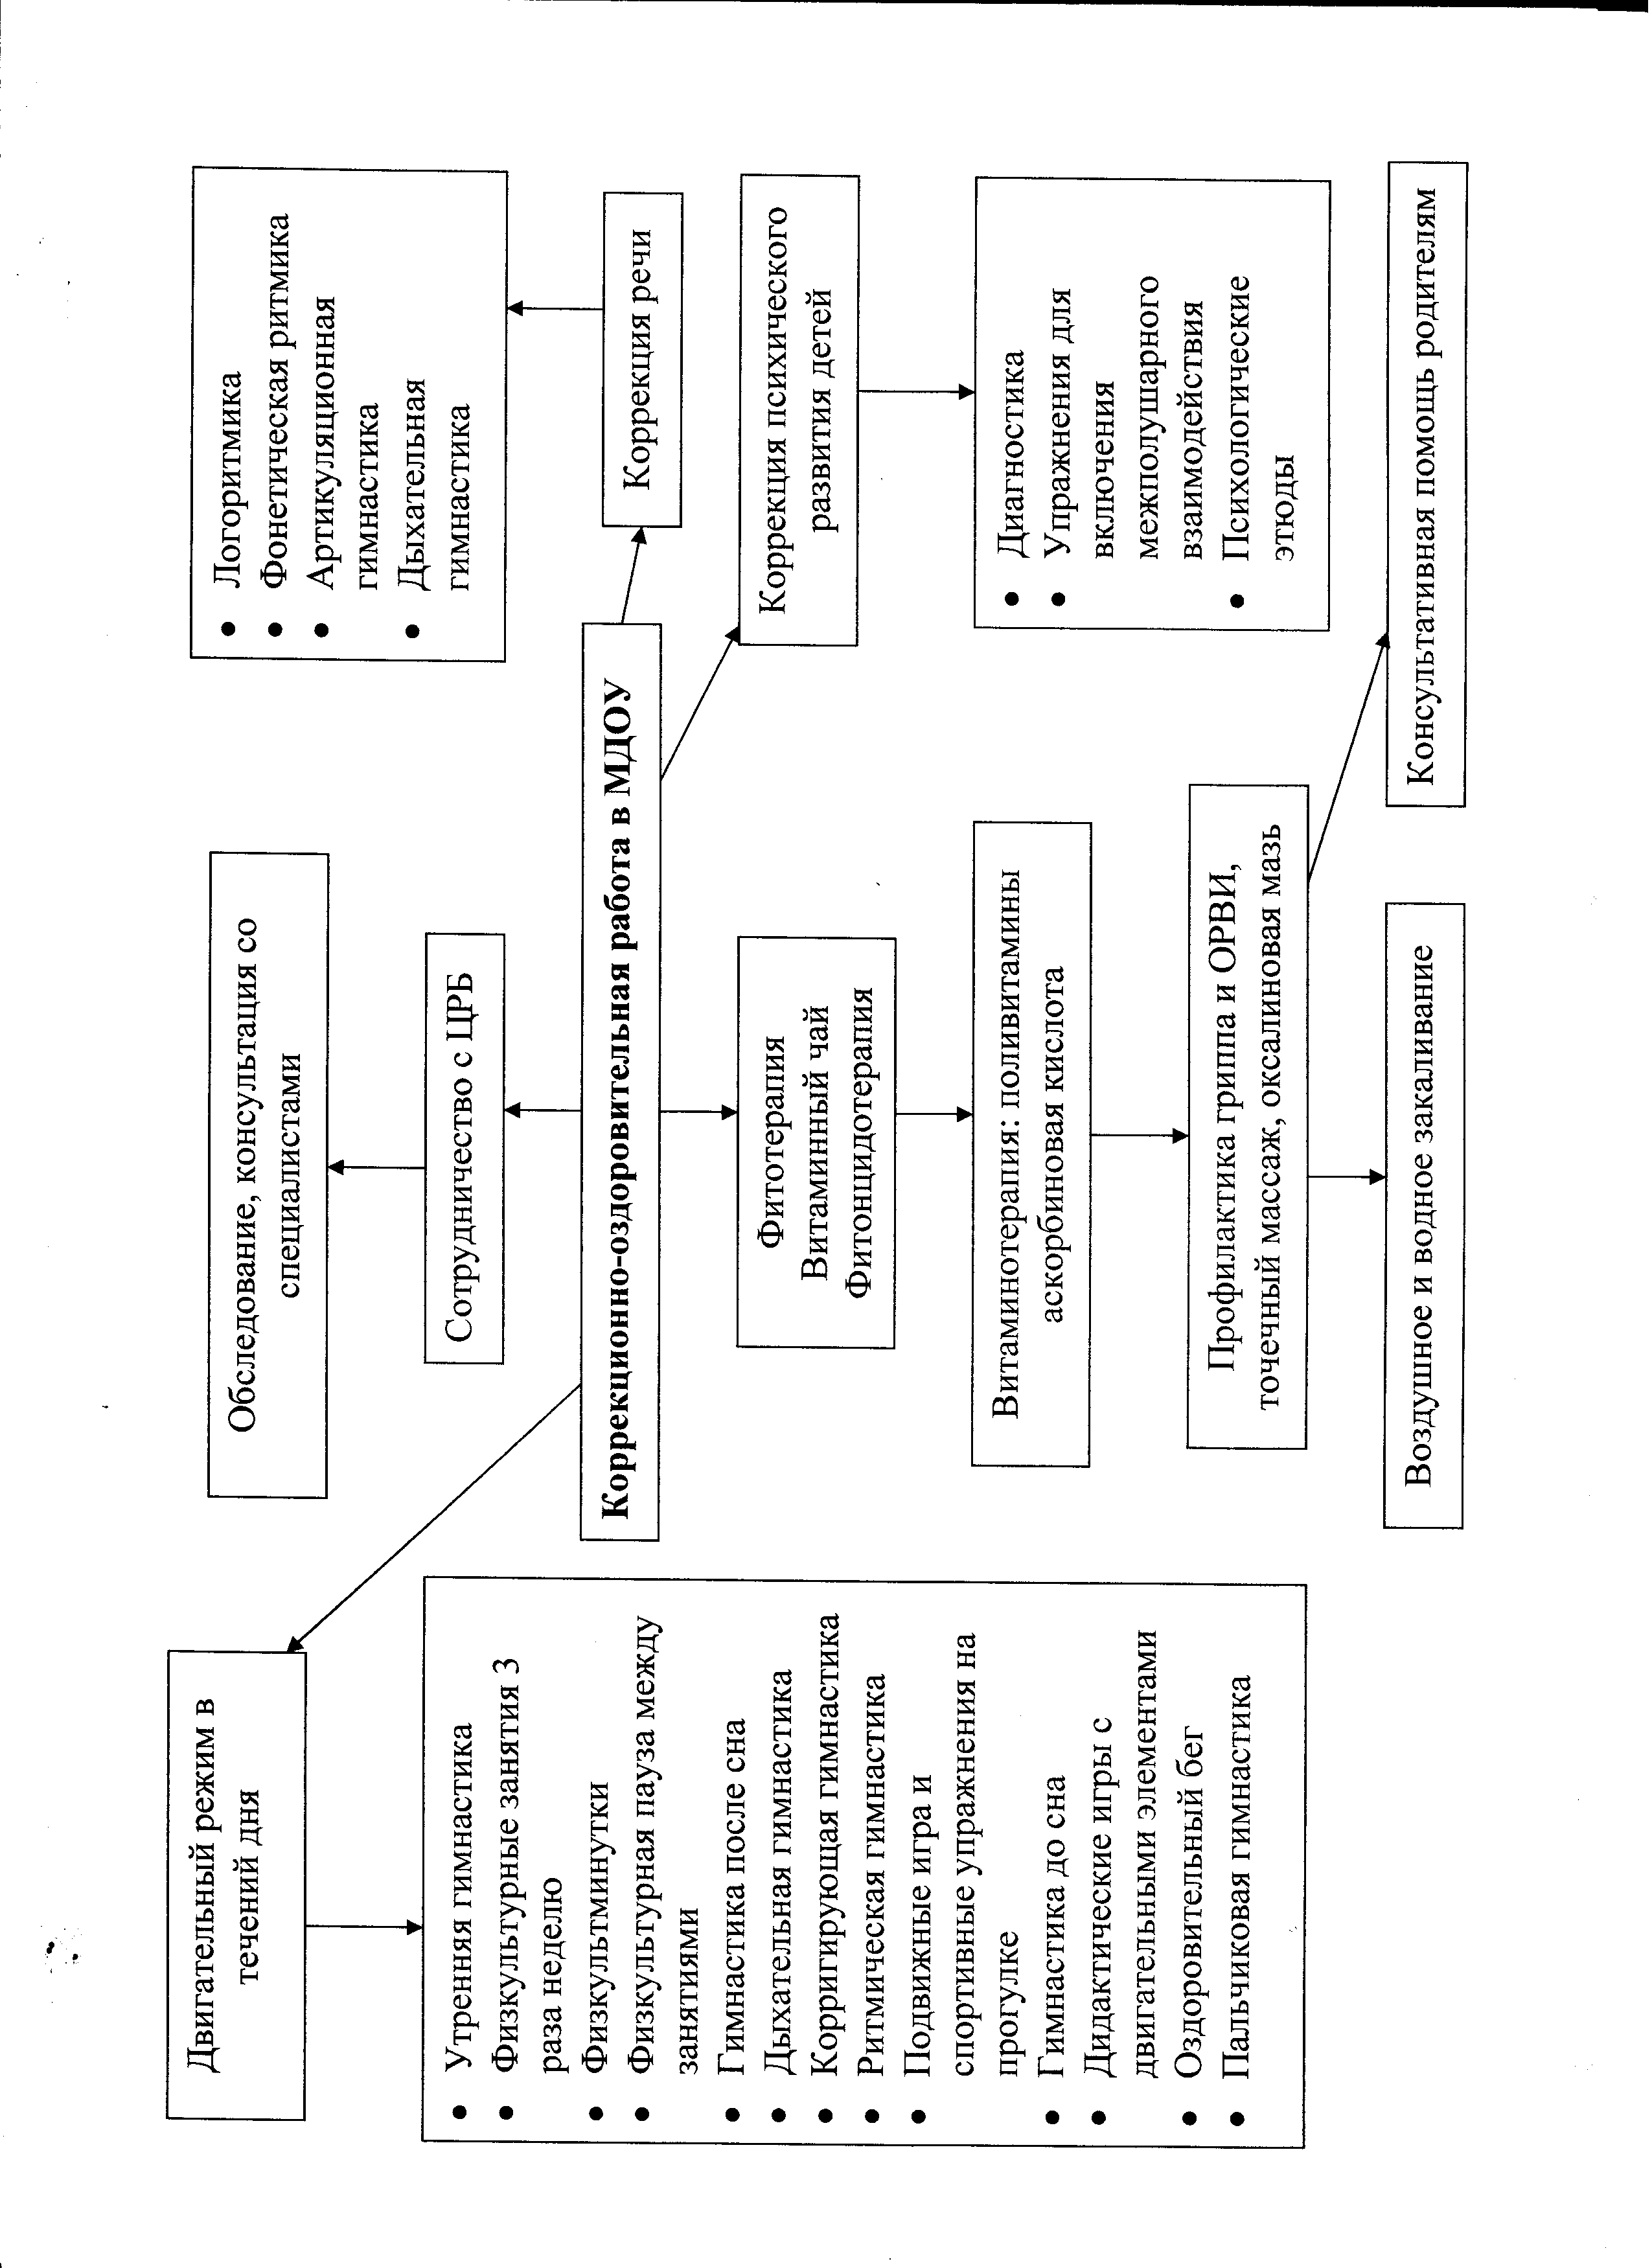 Двигательный режим в
течений дня
Утренняя гимнастика
Физкультурные занятия 3
раза неделю
Физкультминутки
Физкультурная пауза между
занятиями
Гимнастика после сна
Дыхательная гимнастика
Корригирующая гимнастика
Ритмическая гимнастика
Подвижные игра и
спортивные упражнения на
прогулке
Гимнастика до сна
Дидактические игры с
двигательными элементами
Оздоровительный бег
Пальчиковая гимнастика
Обследование, консультация со
специалистами
Сотрудничество с ЦРБ
Коррекционно-оздоровительная работа в МДОУ
Фитотерапия
Витаминный чай
Фитонцидотерапия
Витаминотерапия: поливитамины
аскорбиновая кислота
Профилактика гриппа и ОРВИ,
точечный массаж, оксалиновая мазь
Воздушное и водное закаливание
Логоритмика
Фонетическая ритмика
Артикуляционная
гимнастика
Дыхательная
гимнастика
Коррекция речи
Коррекция психического
развития детей
Диагностика
Упражнения для
включения
межполушарного
взаимодействия
Психологические
этюды
Консультативная помощь родителям